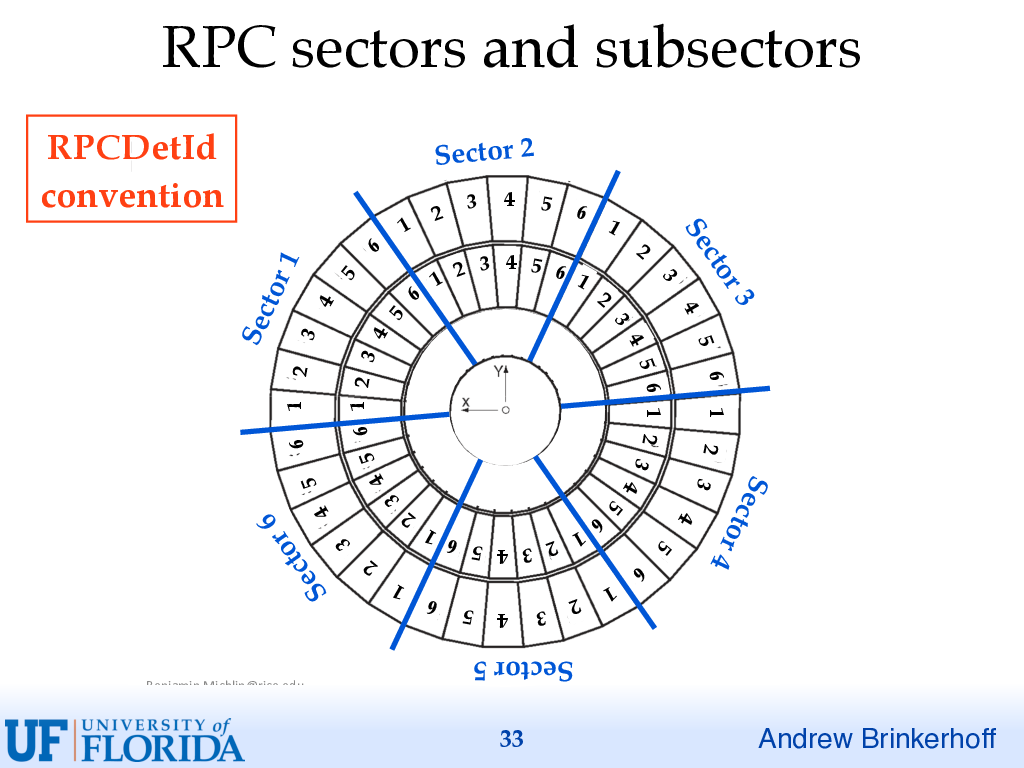 RPC sectors and subsectors
RPCDetId
convention
Sector 2
Sector 1
Sector 3
1 2 3 4 5 6
1 2 3 4 5 6
1 2 3 4 5 6
1 2 3 4 5 6
1 2 3 4 5 6
1 2 3 4 5 6
Y
X
1 2 3 4 5 6
1 2 3 4 5 6
1 2 3 4 5 6
1 2 3 4 5 6
1 2 3 4 5 6
1 2 3 4 5 6
Sector 6
Sector 4
Sector 5
UF UNIVERSITY of
FLORIDA
33
Andrew Brinkerhoff